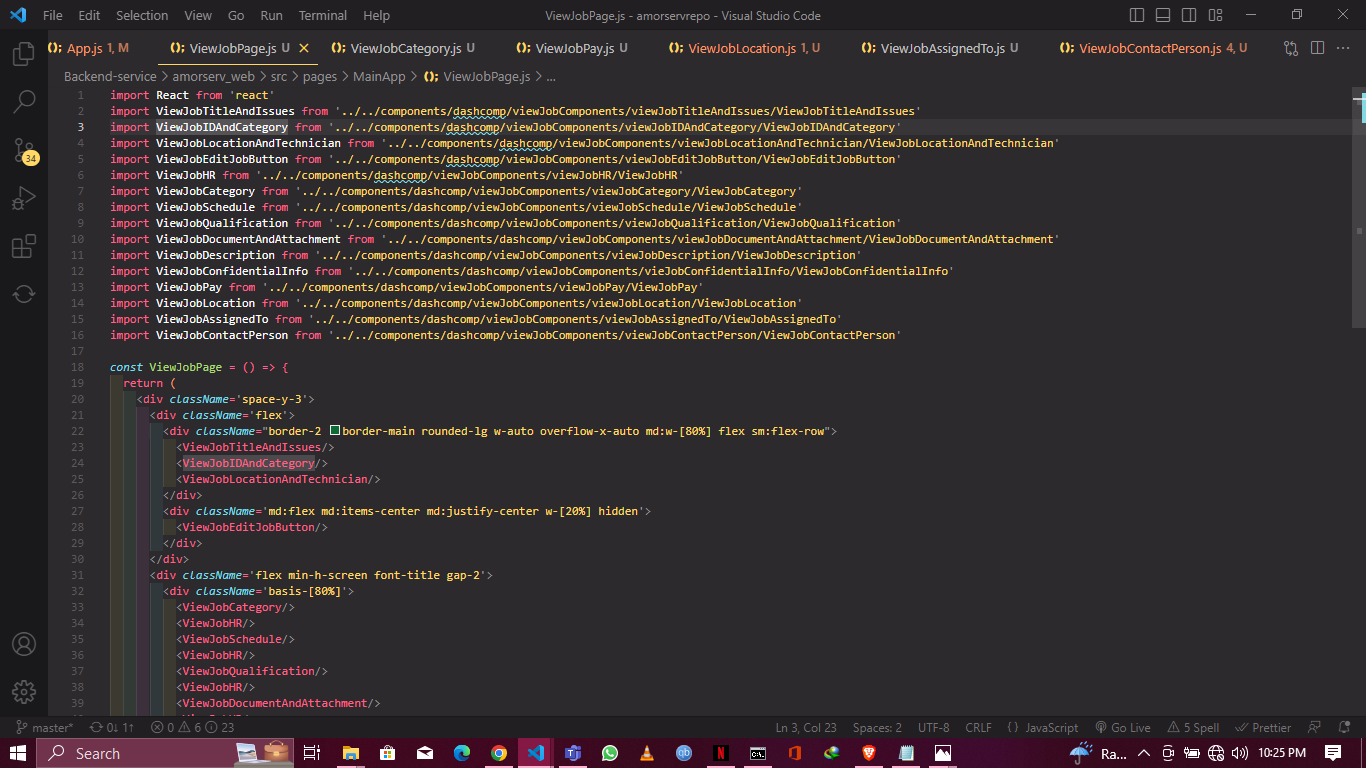 File Edit Selection View Go Run Terminal Help ViewJobPage.js - amorservrepo - Visual Studio Code
App.js 1, M ViewJobPage.js U ViewJobCategory.js U ViewJobPay.js U ViewJobLocation.js 1, U ViewJobAssignedTo.js U ViewJobContactPerson.js 4, U
Backend-service > amorserv_web > src > pages > MainApp > ViewJobPage.js > ...
1 import React from 'react'
2 import ViewJobTitleAndIssues from '../../components/dashcomp/viewJobComponents/viewJobTitleAndIssues/ViewJobTitleAndIssues'
3 import ViewJobIDAndCategory from '../../components/dashcomp/viewJobComponents/viewJobIDAndCategory/ViewJobIDAndCategory'
4 import ViewJobLocationAndTechnician from '../../components/dashcomp/viewJobComponents/viewJobLocationAndTechnician/ViewJobLocationAndTechnician'
5 import ViewJobEditJobButton from '../../components/dashcomp/viewJobComponents/viewJobEditJobButton/ViewJobEditJobButton'
6 import ViewJobHR from '../../components/dashcomp/viewJobComponents/viewJobHR/ViewJobHR'
7 import ViewJobCategory from '../../components/dashcomp/viewJobComponents/viewJobCategory/ViewJobCategory'
8 import ViewJobSchedule from '../../components/dashcomp/viewJobComponents/viewJobSchedule/ViewJobSchedule'
9 import ViewJobQualification from '../../components/dashcomp/viewJobComponents/viewJobQualification/ViewJobQualification'
10 import ViewJobDocumentAndAttachment from '../../components/dashcomp/viewJobComponents/viewJobDocumentAndAttachment/ViewJobDocumentAndAttachment'
11 import ViewJobDescription from '../../components/dashcomp/viewJobComponents/viewJobDescription/ViewJobDescription'
12 import ViewJobConfidentialInfo from '../../components/dashcomp/viewJobComponents/vieJobConfidentialInfo/ViewJobConfidentialInfo'
13 import ViewJobPay from '../../components/dashcomp/viewJobComponents/viewJobPay/ViewJobPay'
14 import ViewJobLocation from '../../components/dashcomp/viewJobComponents/viewJobLocation/ViewJobLocation'
15 import ViewJobAssignedTo from '../../components/dashcomp/viewJobComponents/viewJobAssignedTo/ViewJobAssignedTo'
16 import ViewJobContactPerson from '../../components/dashcomp/viewJobComponents/viewJobContactPerson/ViewJobContactPerson'
17
18 const ViewJobPage = () => {
19 return (
20 <div className='space-y-3'>
21 <div className='flex'>
22 <div className="border-2 border-main rounded-lg w-auto overflow-x-auto md:w-[80%] flex sm:flex-row">
23 <ViewJobTitleAndIssues/>
24 <ViewJobIDAndCategory/>
25 <ViewJobLocationAndTechnician/>
26 </div>
27 <div className='md:flex md:items-center md:justify-center w-[20%] hidden'>
28 <ViewJobEditJobButton/>
29 </div>
30 </div>
31 <div className='flex min-h-screen font-title gap-2'>
32 <div className='basis-[80%]'>
33 <ViewJobCategory/>
34 <ViewJobHR/>
35 <ViewJobSchedule/>
36 <ViewJobHR/>
37 <ViewJobQualification/>
38 <ViewJobHR/>
39 <ViewJobDocumentAndAttachment/>
34
master* 0↓ 1↑ 0 6 23 Ln 3, Col 23 Spaces: 2 UTF-8 CRLF JavaScript Go Live 5 Spell Prettier
Search Ra... 10:25 PM